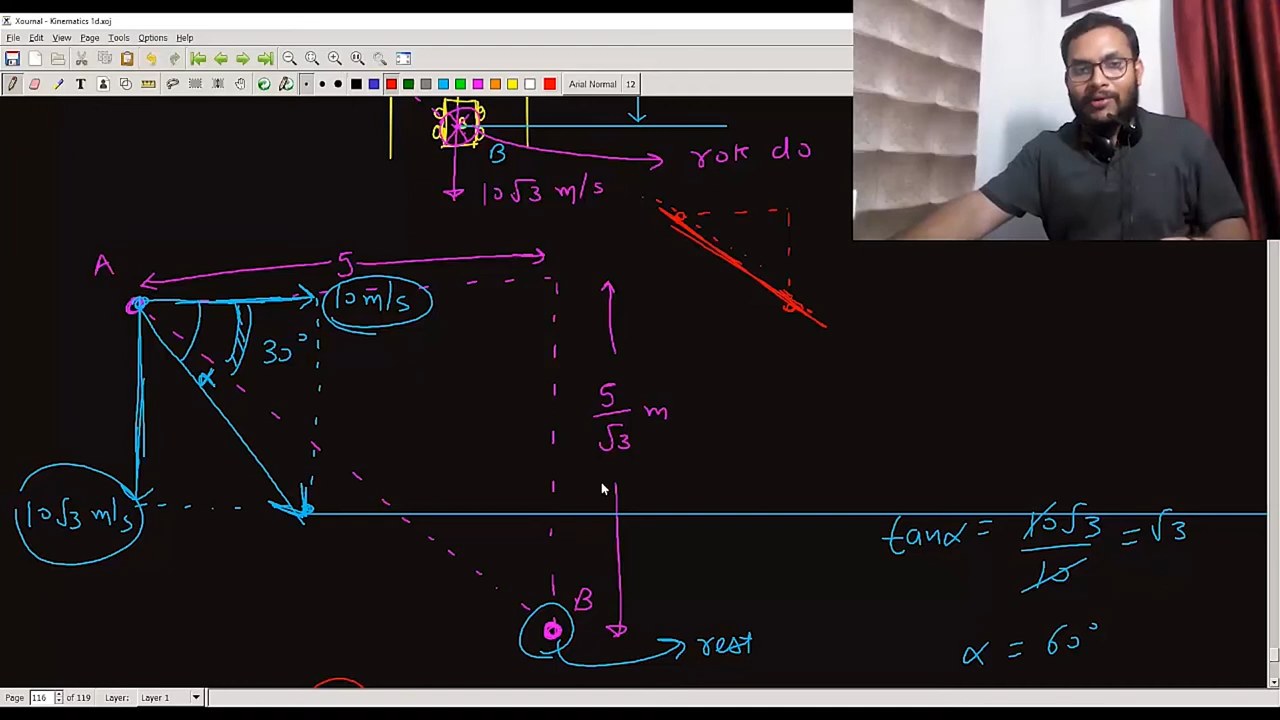 Xournal - Kinematics 1d.xoj
File Edit View Page Tools Options Help
T Arial Normal 12
B
rok do
10√3 m/s
A
5
10 m/s
30°
α
5/√3 m
10√3 m/s
tanα = 10√3/10 = √3
B
rest
α = 60°
Page 116 of 119 Layer: Layer 1